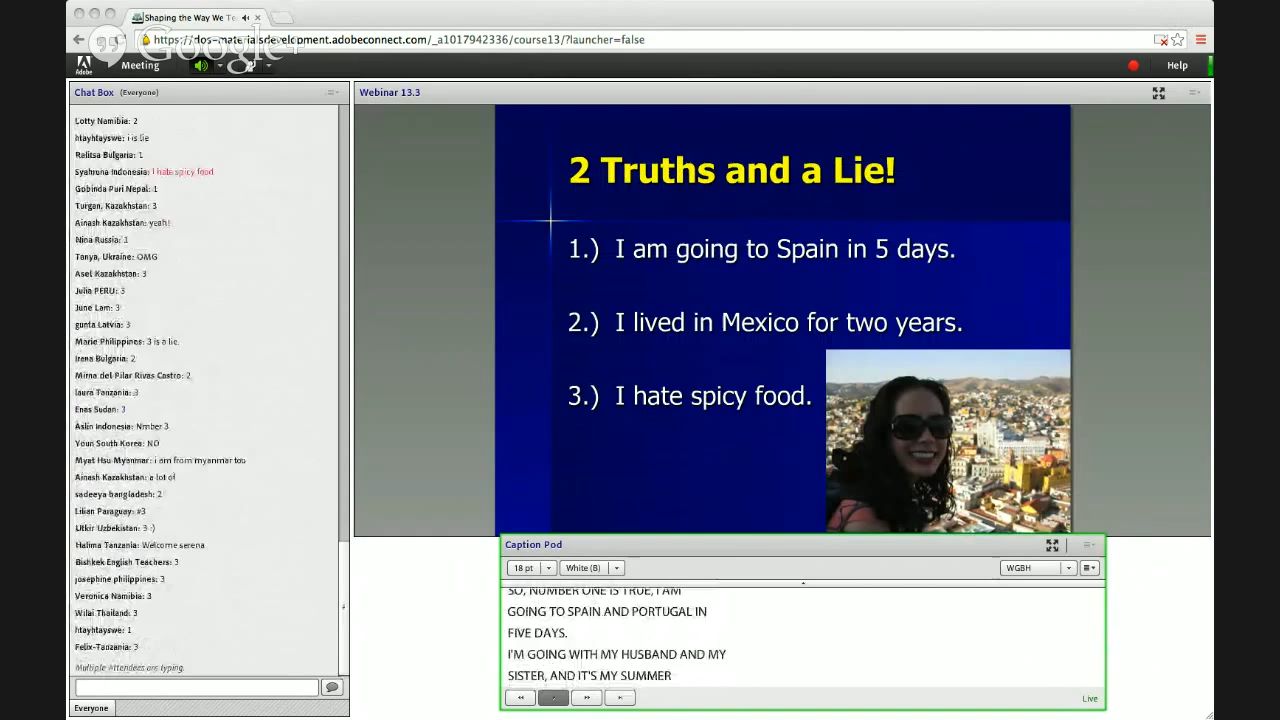 Shaping the Way We Te
Google+
https://dos-materialsdevelopment.adobeconnect.com/_a1017942336/course13/?launcher=false
Adobe
Meeting
Help
Chat Box (Everyone)
Lotty Namibia: 2
htayhtayswe: i is lie
Ralitsa Bulgaria: 1
Syahruna Indonesia: I hate spicy food
Gobinda Puri Nepal: 1
Turgan, Kazakhstan: 3
Ainash Kazakhstan: yeah!
Nina Russia: 1
Tanya, Ukraine: OMG
Asel Kazakhstan: 3
Julia PERU: 3
June Lam: 3
gunta Latvia: 3
Marie Philippines: 3 is a lie.
Irena Bulgaria: 2
Mirna del Pilar Rivas Castro: 2
laura Tanzania: 3
Enas Sudan: 3
Aslin Indonesia: Nmber 3
Youn South Korea: NO
Myat Hsu Myanmar: i am from myanmar too
Ainash Kazakhstan: a lot of
sadeeya bangladesh: 2
Lilian Paraguay: #3
Utkir Uzbekistan: 3 :)
Halima Tanzania: Welcome serena
Bishkek English Teachers: 3
josephine philippines: 3
Veronica Namibia: 3
Wilai Thailand: 3
htayhtayswe: 1
Felix-Tanzania: 3
Multiple Attendees are typing.
Everyone
Webinar 13.3
2 Truths and a Lie!
1.) I am going to Spain in 5 days.
2.) I lived in Mexico for two years.
3.) I hate spicy food.
Caption Pod
18 pt White (B) WGBH
SO, NUMBER ONE IS TRUE, I AM
GOING TO SPAIN AND PORTUGAL IN
FIVE DAYS.
I'M GOING WITH MY HUSBAND AND MY
SISTER, AND IT'S MY SUMMER
Live